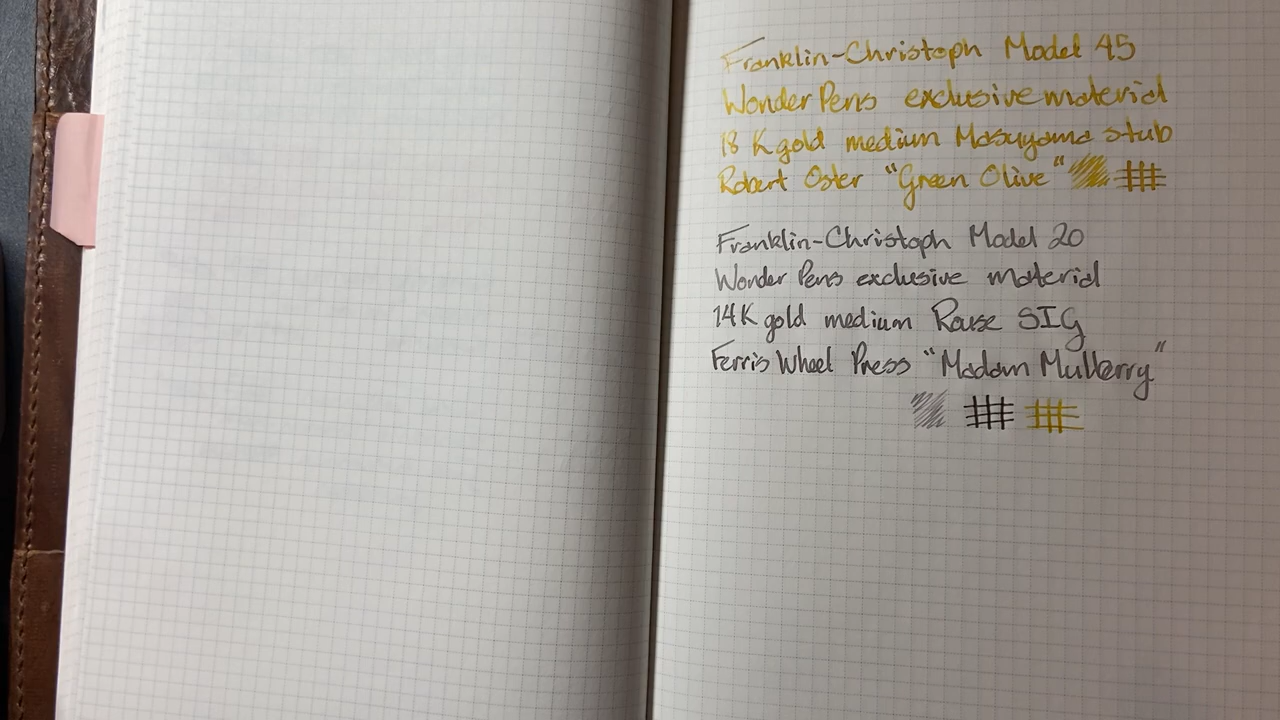 Franklin-Christoph Model 45
Wonder Pens exclusive material
18 K gold medium Masuyama stub
Robert Oster "Green Olive"
Franklin-Christoph Model 20
Wonder Pens exclusive material
14K gold medium Rouse SIG
Ferris Wheel Press "Madam Mulberry"